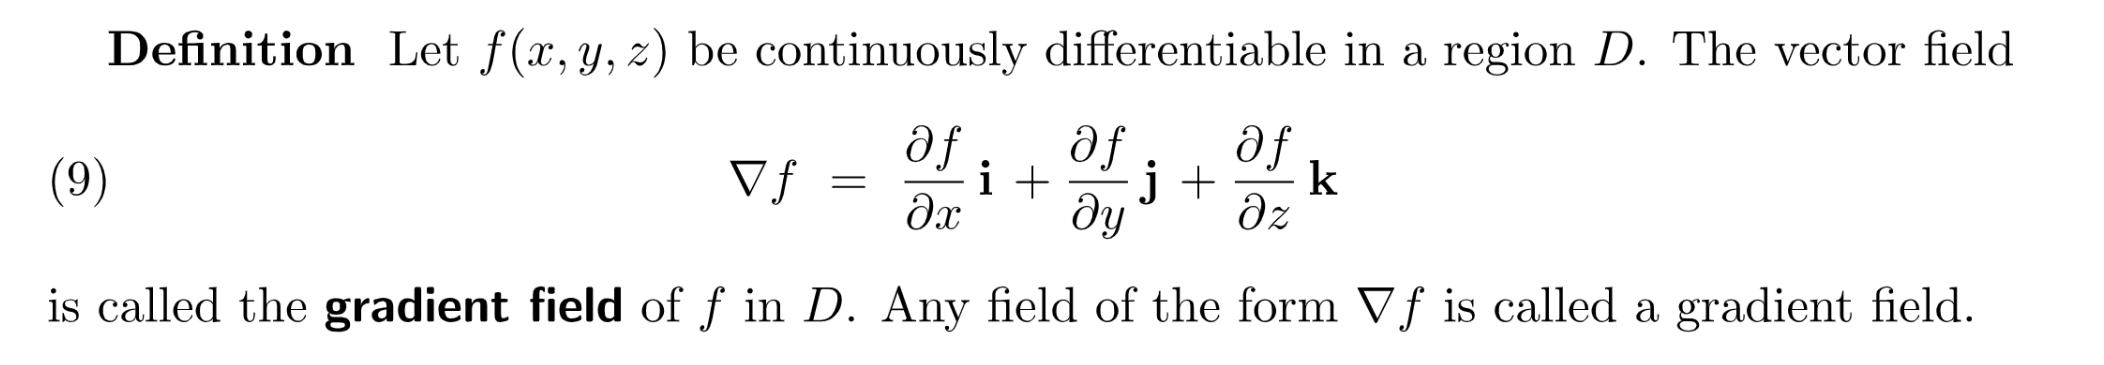 Definition Let f(x, y, z) be continuously differentiable in a region D. The vector field
(9) ∇f = ∂f/∂x i + ∂f/∂y j + ∂f/∂z k
is called the gradient field of f in D. Any field of the form ∇f is called a gradient field.